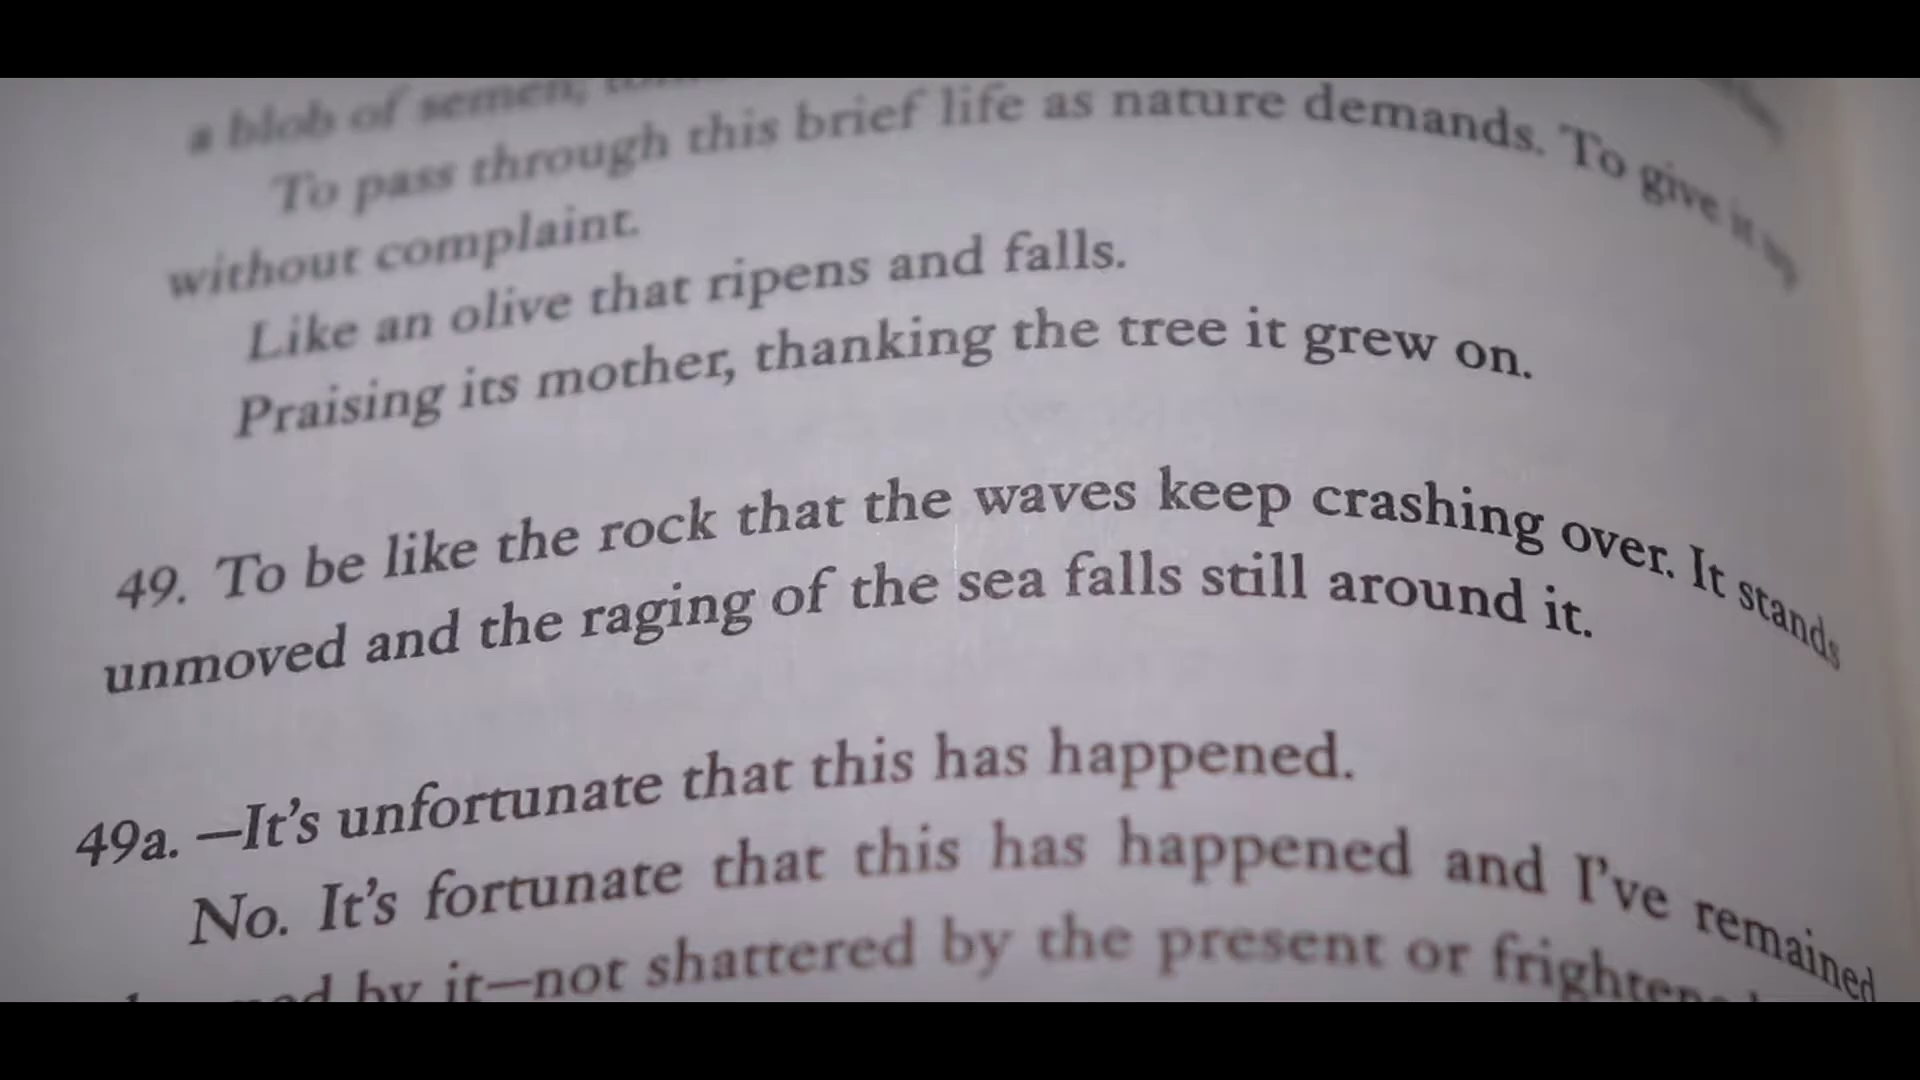 a blob of semen,
To pass through this brief life as nature demands. To give it up
without complaint.
Like an olive that ripens and falls.
Praising its mother, thanking the tree it grew on.
49. To be like the rock that the waves keep crashing over. It stands
unmoved and the raging of the sea falls still around it.
49a. —It's unfortunate that this has happened.
No. It's fortunate that this has happened and I've remained
by it—not shattered by the present or